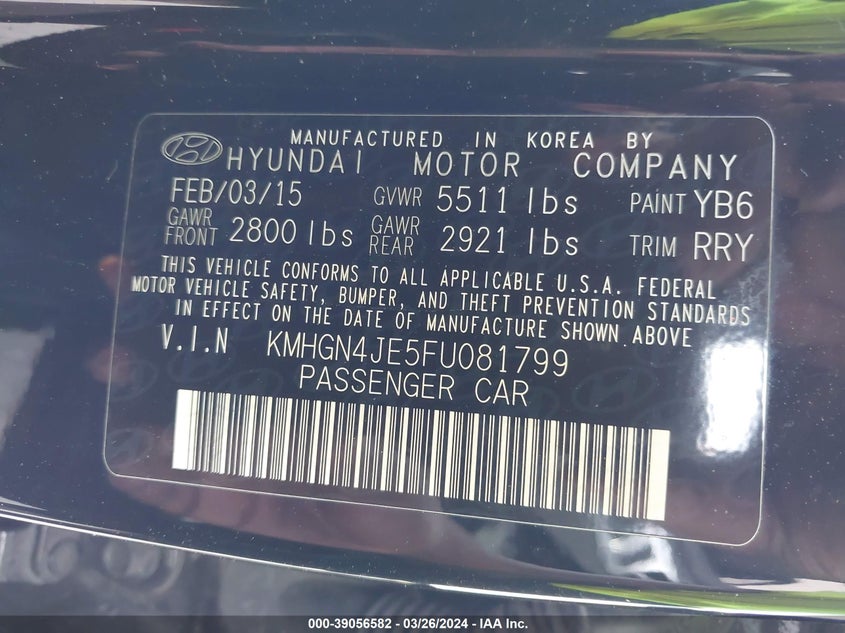 MANUFACTURED IN KOREA BY
HYUNDAI MOTOR COMPANY
FEB/03/15 GVWR 5511 lbs PAINT YB6
GAWR FRONT 2800 lbs GAWR REAR 2921 lbs TRIM RRY
THIS VEHICLE CONFORMS TO ALL APPLICABLE U.S.A. FEDERAL
MOTOR VEHICLE SAFETY, BUMPER, AND THEFT PREVENTION STANDARDS
IN EFFECT ON THE DATE OF MANUFACTURE SHOWN ABOVE
V.I.N KMHGN4JE5FU081799
PASSENGER CAR
000-39056582 / 03/26/2024 - IAA Inc.